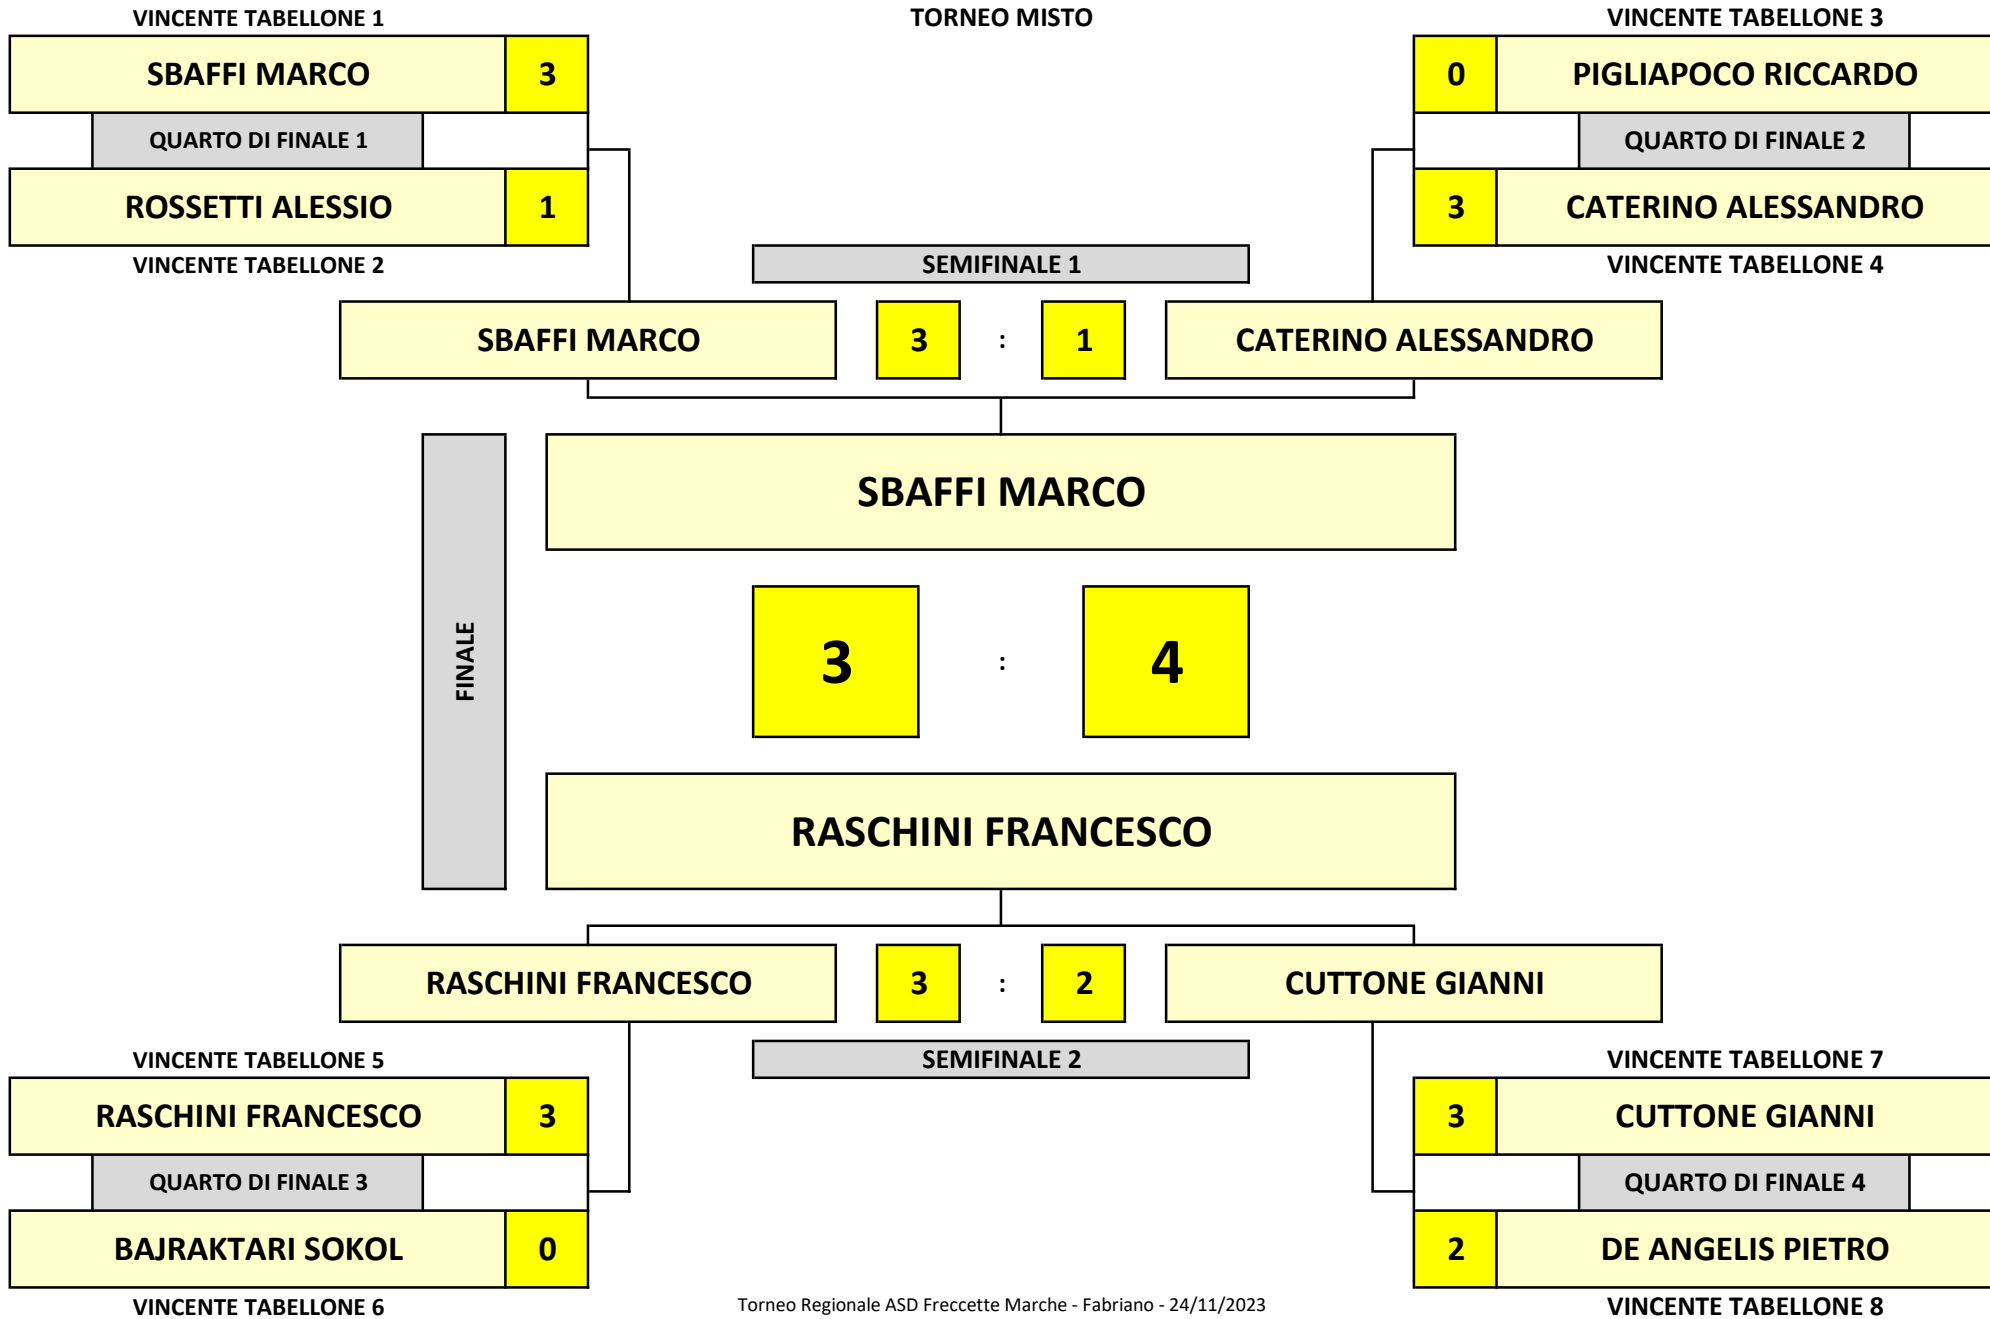 VINCENTE TABELLONE 1
TORNEO MISTO
VINCENTE TABELLONE 3
SBAFFI MARCO 3
0 PIGLIAPOCO RICCARDO
QUARTO DI FINALE 1
QUARTO DI FINALE 2
ROSSETTI ALESSIO 1
3 CATERINO ALESSANDRO
VINCENTE TABELLONE 2
SEMIFINALE 1
VINCENTE TABELLONE 4
SBAFFI MARCO 3 : 1 CATERINO ALESSANDRO
SBAFFI MARCO
FINALE
3 : 4
RASCHINI FRANCESCO
RASCHINI FRANCESCO 3 : 2 CUTTONE GIANNI
VINCENTE TABELLONE 5
SEMIFINALE 2
VINCENTE TABELLONE 7
RASCHINI FRANCESCO 3
3 CUTTONE GIANNI
QUARTO DI FINALE 3
QUARTO DI FINALE 4
BAJRAKTARI SOKOL 0
2 DE ANGELIS PIETRO
VINCENTE TABELLONE 6
Torneo Regionale ASD Freccette Marche - Fabriano - 24/11/2023
VINCENTE TABELLONE 8